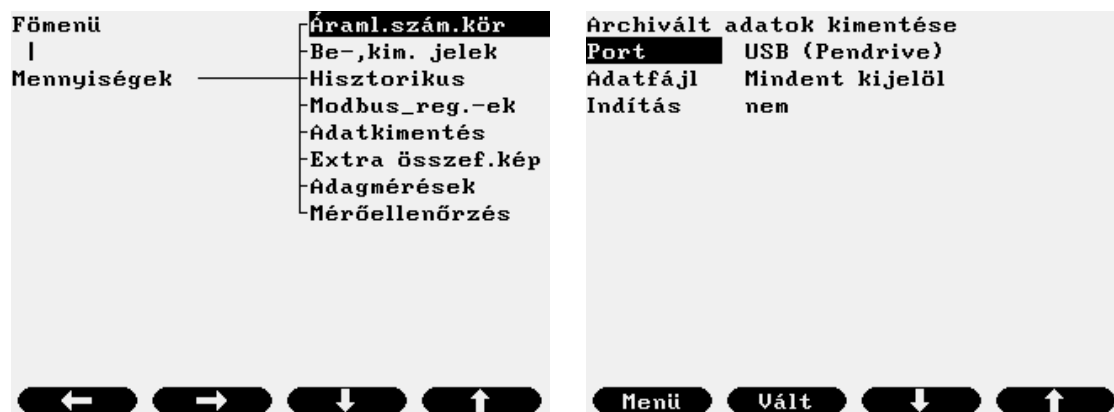 Főmenü
Mennyiségek
Áraml.szám.kör
Be-,kim. jelek
Hisztorikus
Modbus_reg.-ek
Adatkimentés
Extra összef.kép
Adagmérések
Mérőellenőrzés
Archivált adatok kimentése
Port USB (Pendrive)
Adatfájl Mindent kijelöl
Indítás nem
Menü Vált